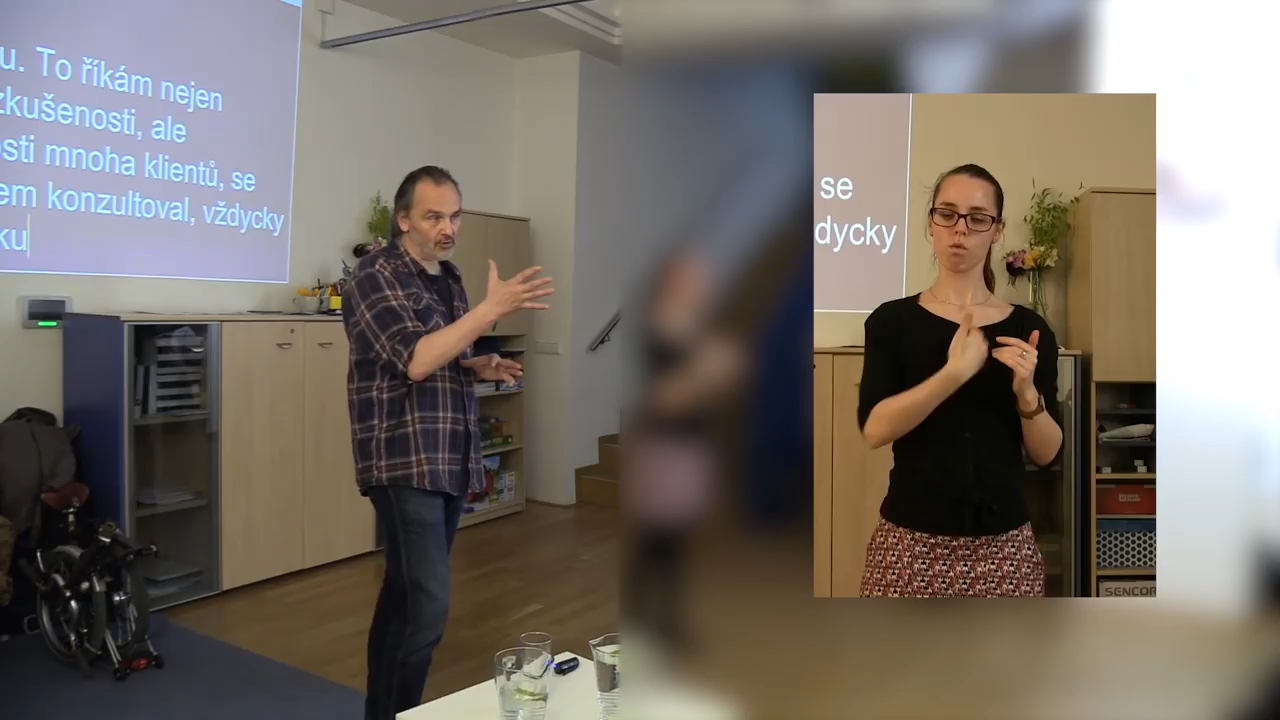 u. To říkám nejen
zkušenosti, ale
osti mnoha klientů, se
em konzultoval, vždycky
ku
se
dycky
SENCOR